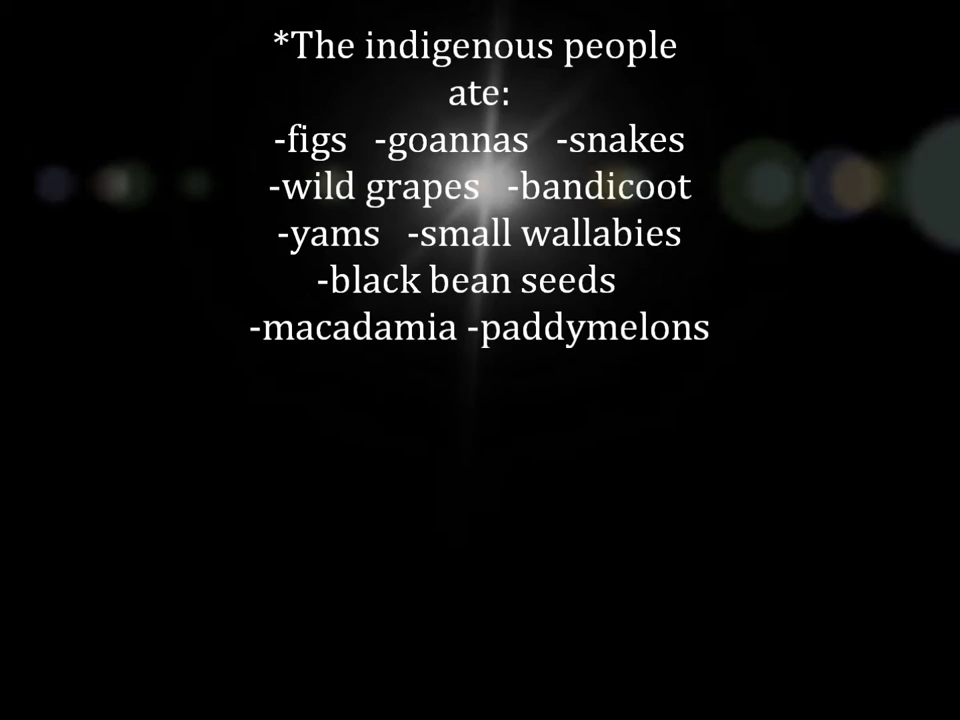 *The indigenous people
ate:
-figs -goannas -snakes
-wild grapes -bandicoot
-yams -small wallabies
-black bean seeds
-macadamia -paddymelons